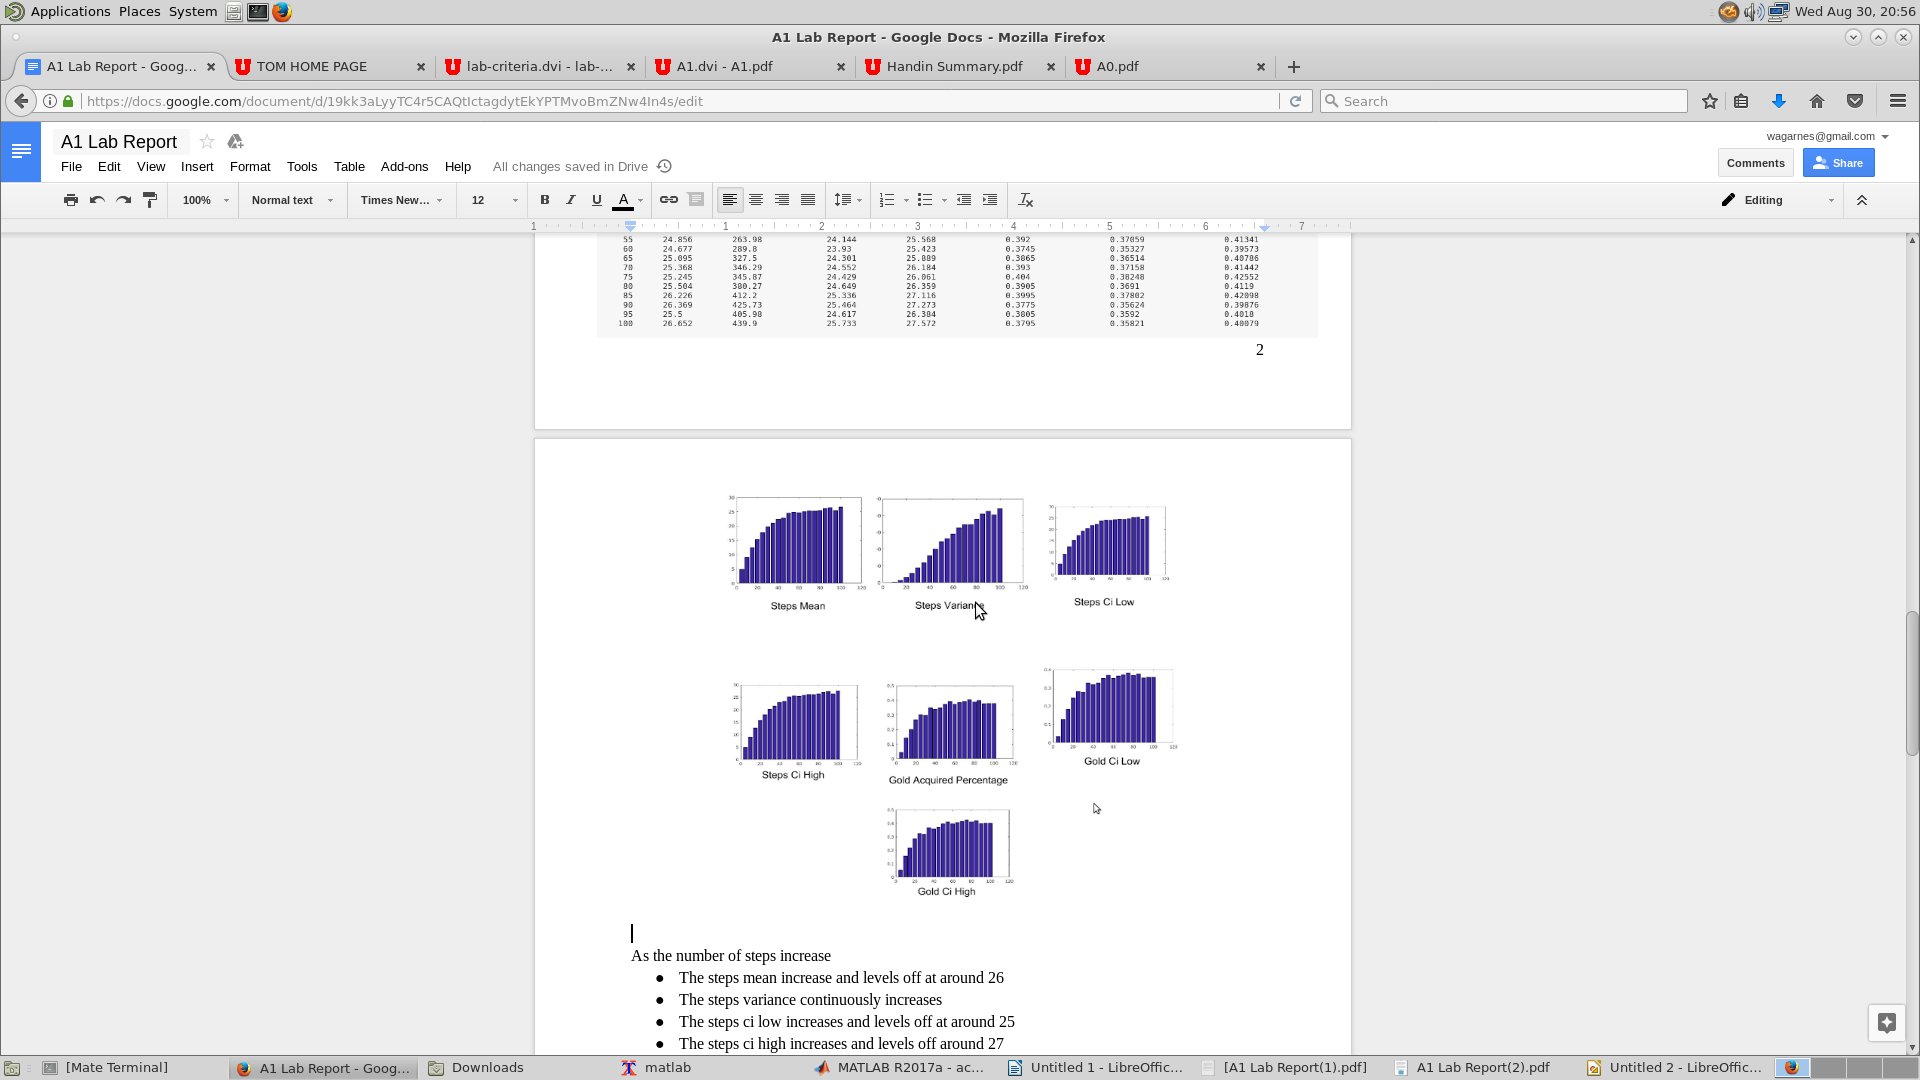 Applications Places System
Wed Aug 30, 20:56
A1 Lab Report - Google Docs - Mozilla Firefox
A1 Lab Report - Goog...
TOM HOME PAGE
lab-criteria.dvi - lab-...
A1.dvi - A1.pdf
Handin Summary.pdf
A0.pdf
https://docs.google.com/document/d/19kk3aLyyTC4r5CAQtIctagdytEkYPTMvoBmZNw4In4s/edit
Search
A1 Lab Report
wagarnes@gmail.com
File Edit View Insert Format Tools Table Add-ons Help All changes saved in Drive
Comments Share
100% Normal text Times New... 12 B I U A Editing
1 1 2 3 4 5 6 7
55 24.856 263.98 24.144 25.568 0.392 0.37059 0.41341
60 24.677 289.8 23.93 25.423 0.3745 0.35327 0.39573
65 25.095 327.5 24.301 25.889 0.3865 0.36514 0.40786
70 25.368 346.29 24.552 26.184 0.393 0.37158 0.41442
75 25.245 345.87 24.429 26.061 0.404 0.38248 0.42552
80 25.504 380.27 24.649 26.359 0.3905 0.3691 0.4119
85 26.226 412.2 25.336 27.116 0.3995 0.37802 0.42098
90 26.369 425.73 25.464 27.273 0.3775 0.35624 0.39876
95 25.5 405.98 24.617 26.384 0.3805 0.3592 0.4018
100 26.652 439.9 25.733 27.572 0.3795 0.35821 0.40079
2
Steps Mean
Steps Variance
Steps Ci Low
Steps Ci High
Gold Acquired Percentage
Gold Ci Low
Gold Ci High
As the number of steps increase
● The steps mean increase and levels off at around 26
● The steps variance continuously increases
● The steps ci low increases and levels off at around 25
● The steps ci high increases and levels off around 27
[Mate Terminal]
A1 Lab Report - Goog...
Downloads
matlab
MATLAB R2017a - ac...
Untitled 1 - LibreOffic...
[A1 Lab Report(1).pdf]
A1 Lab Report(2).pdf
Untitled 2 - LibreOffic...